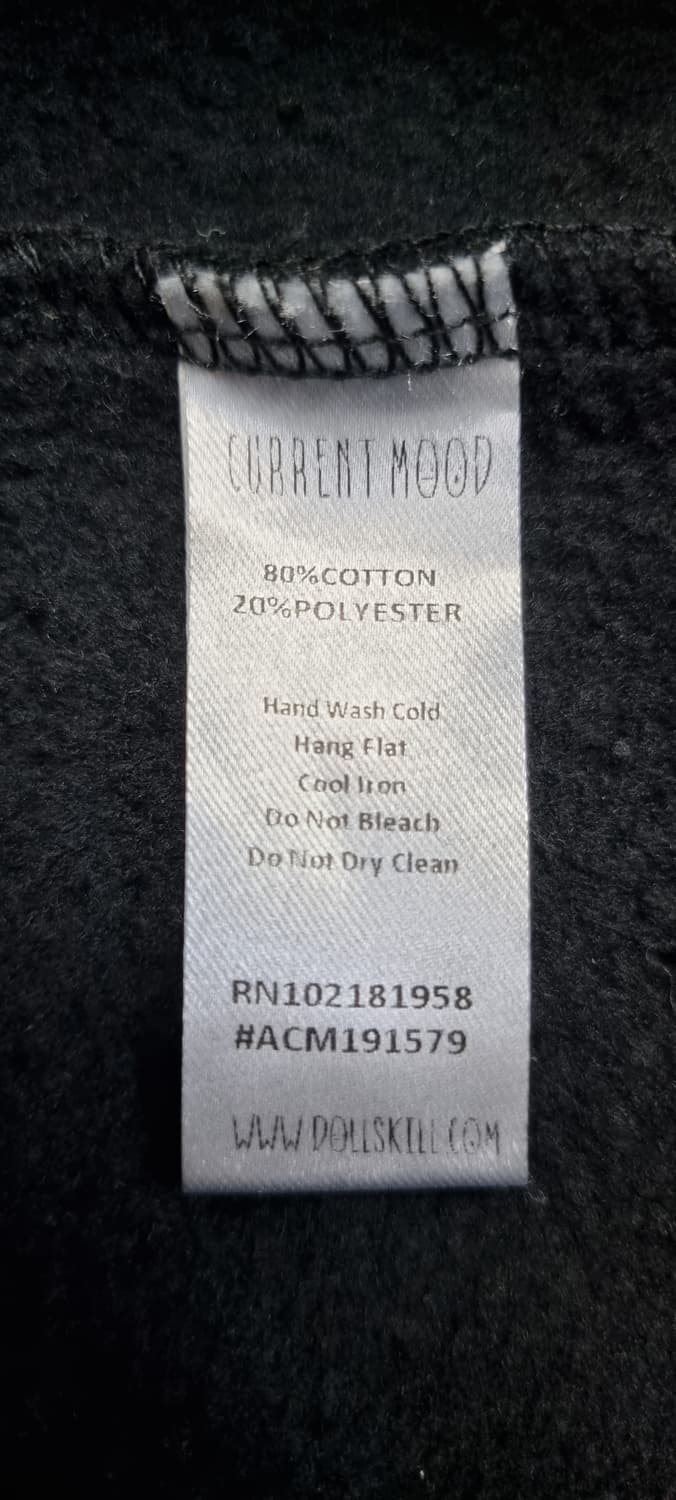 CURRENT MOOD
80%COTTON
20%POLYESTER
Hand Wash Cold
Hang Flat
Cool Iron
Do Not Bleach
Do Not Dry Clean
RN102181958
#ACM191579
WWW.DOLLSKILL.COM